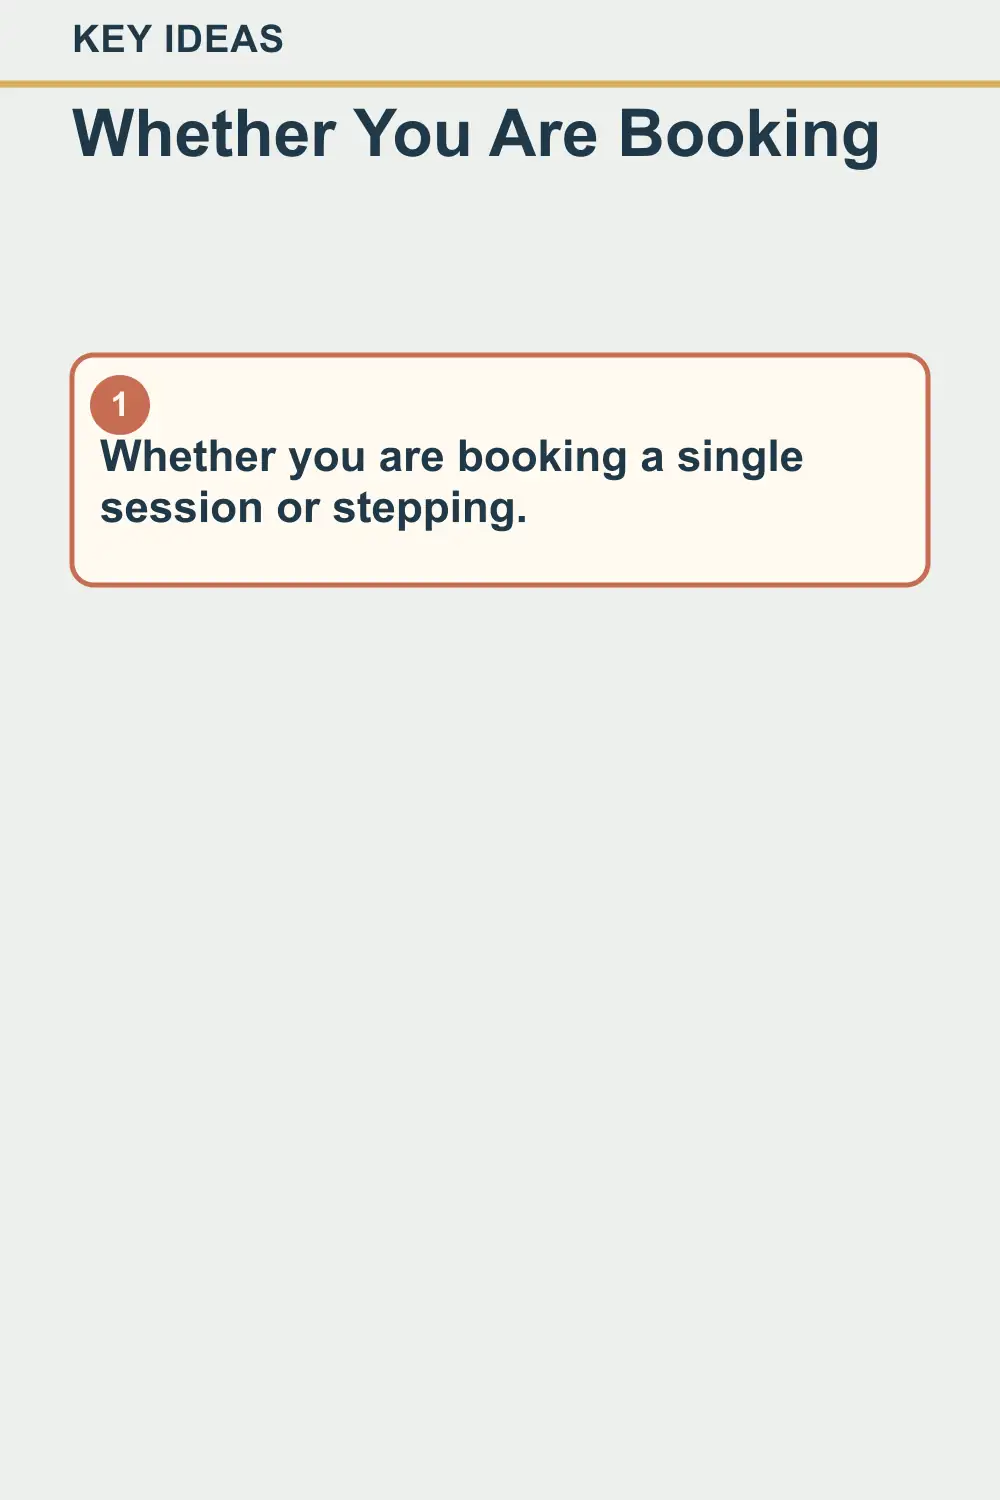 KEY IDEAS
Whether You Are Booking
1
Whether you are booking a single
session or stepping.